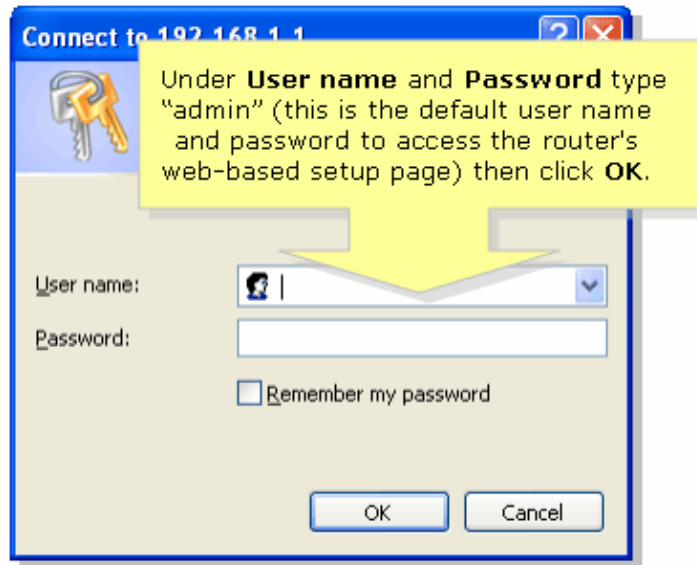 Connect to 192.168.1.1
Under User name and Password type
“admin” (this is the default user name
and password to access the router's
web-based setup page) then click OK.
User name:
Password:
Remember my password
OK
Cancel